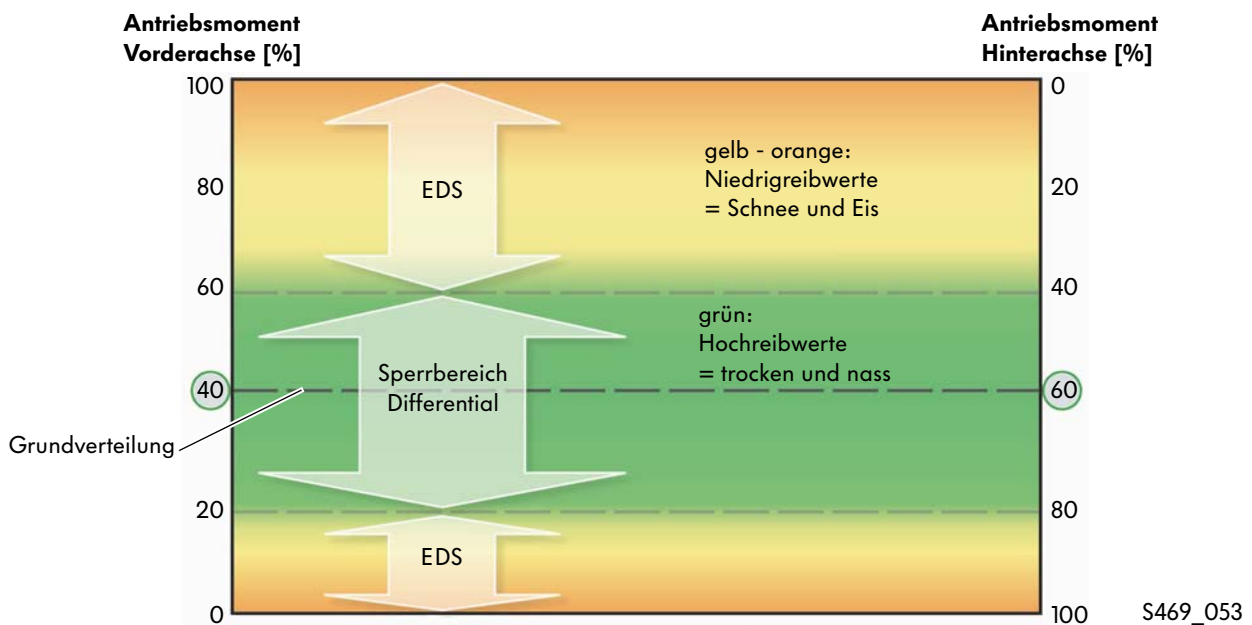 Antriebsmoment
Vorderachse [%]
Antriebsmoment
Hinterachse [%]
100
0
gelb - orange:
Niedrigreibwerte
= Schnee und Eis
80
EDS
20
60
40
grün:
Hochreibwerte
= trocken und nass
Sperrbereich
Differential
40
60
Grundverteilung
20
80
EDS
0
100
S469_053